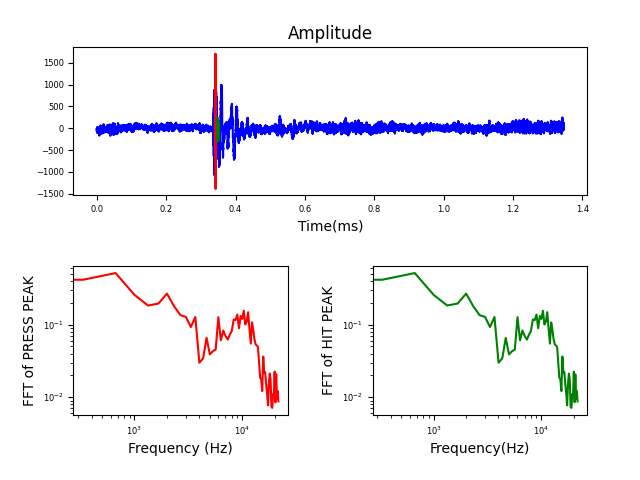 Amplitude
1500
1000
500
0
−500
−1000
−1500
0.0 0.2 0.4 0.6 0.8 1.0 1.2 1.4
Time(ms)
FFT of PRESS PEAK
10⁻¹
10⁻²
10³ 10⁴
Frequency (Hz)
FFT of HIT PEAK
10⁻¹
10⁻²
10³ 10⁴
Frequency(Hz)